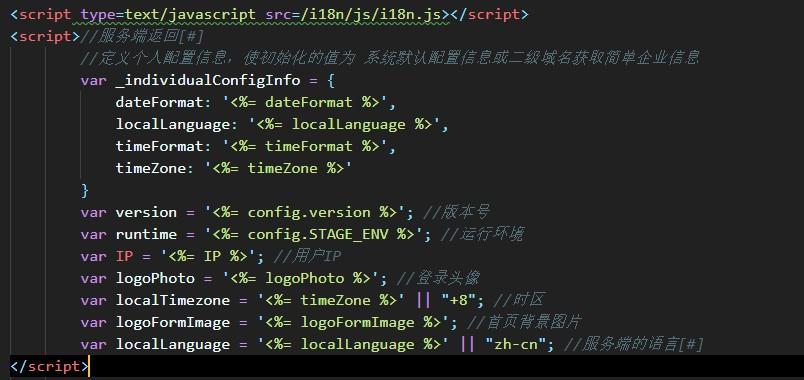 <script type=text/javascript src=/i18n/js/i18n.js></script>
<script>//服务端返回[#]
//定义个人配置信息，使初始化的值为 系统默认配置信息或二级域名获取简单企业信息
var _individualConfigInfo = {
dateFormat: '<%= dateFormat %>',
localLanguage: '<%= localLanguage %>',
timeFormat: '<%= timeFormat %>',
timeZone: '<%= timeZone %>'
}
var version = '<%= config.version %>'; //版本号
var runtime = '<%= config.STAGE_ENV %>'; //运行环境
var IP = '<%= IP %>'; //用户IP
var logoPhoto = '<%= logoPhoto %>'; //登录头像
var localTimezone = '<%= timeZone %>' || "+8"; //时区
var logoFormImage = '<%= logoFormImage %>'; //首页背景图片
var localLanguage = '<%= localLanguage %>' || "zh-cn"; //服务端的语言[#]
</script>